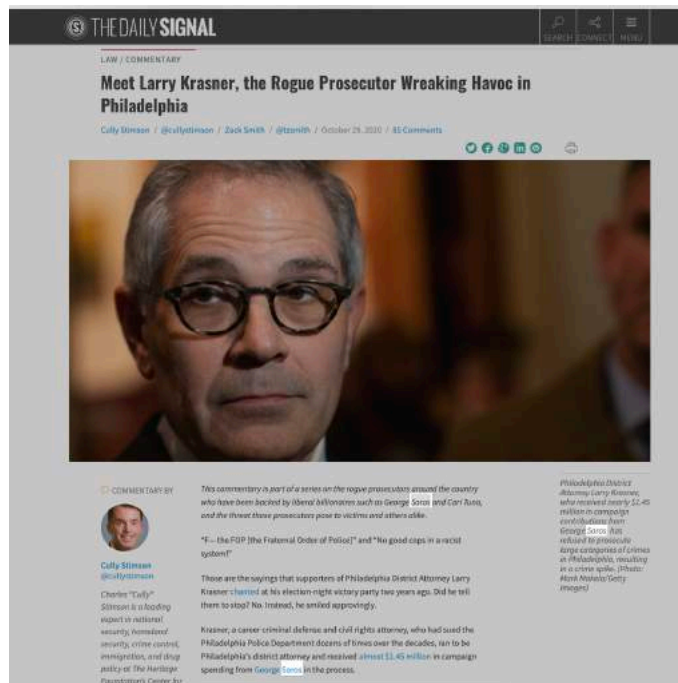 THE DAILY SIGNAL
SEARCH CONNECT MENU
LAW / COMMENTARY
Meet Larry Krasner, the Rogue Prosecutor Wreaking Havoc in
Philadelphia
Cully Stimson / @cullystimson / Zack Smith / @tzsmith / October 29, 2020 / 85 Comments
COMMENTARY BY
Cully Stimson
@cullystimson
Charles "Cully"
Stimson is a leading
expert in national
security, homeland
security, crime control,
immigration, and drug
policy at The Heritage
Foundation's Center for
This commentary is part of a series on the rogue prosecutors around the country
who have been backed by liberal billionaires such as George Soros and Cari Tuna,
and the threat those prosecutors pose to victims and others alike.
"F— the FOP [the Fraternal Order of Police]" and "No good cops in a racist
system!"
Those are the sayings that supporters of Philadelphia District Attorney Larry
Krasner chanted at his election-night victory party two years ago. Did he tell
them to stop? No. Instead, he smiled approvingly.
Krasner, a career criminal defense and civil rights attorney, who had sued the
Philadelphia Police Department dozens of times over the decades, ran to be
Philadelphia's district attorney and received almost $1.45 million in campaign
spending from George Soros in the process.
Philadelphia District
Attorney Larry Krasner,
who received nearly $1.45
million in campaign
contributions from
George Soros, has
refused to prosecute
large categories of crimes
in Philadelphia, resulting
in a crime spike. (Photo:
Mark Makela/Getty
Images)